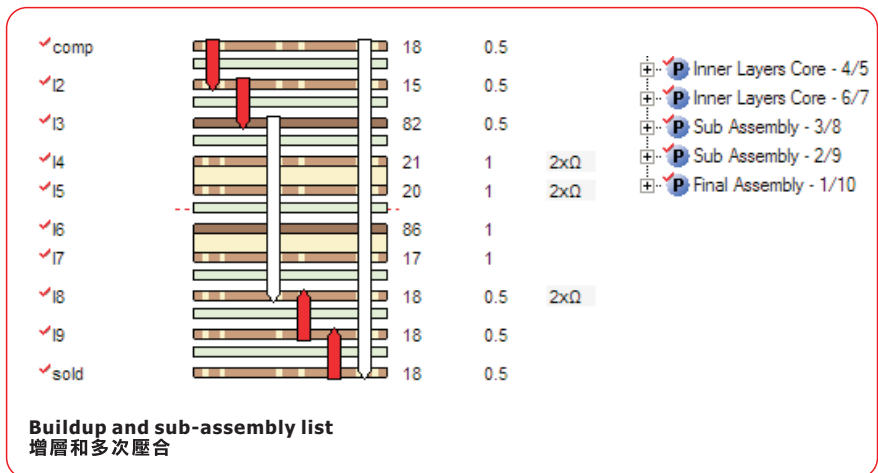 comp 18 0.5
l2 15 0.5
l3 82 0.5
l4 21 1 2xΩ
l5 20 1 2xΩ
l6 86 1
l7 17 1
l8 18 0.5 2xΩ
l9 18 0.5
sold 18 0.5
P Inner Layers Core - 4/5
P Inner Layers Core - 6/7
P Sub Assembly - 3/8
P Sub Assembly - 2/9
P Final Assembly - 1/10
Buildup and sub-assembly list
增層和多次壓合